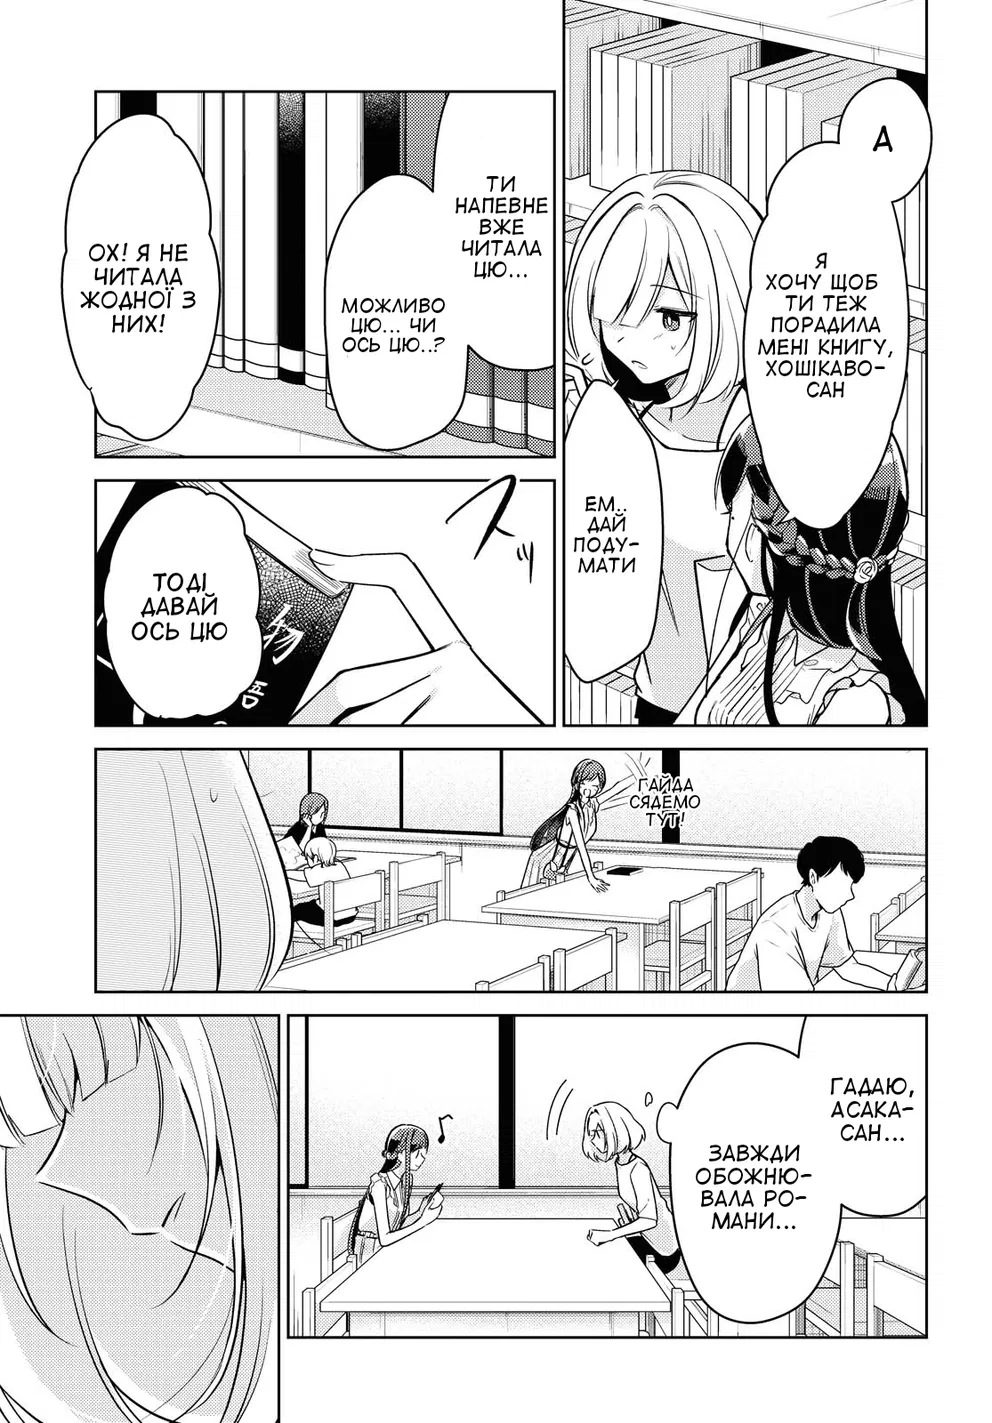 А
Я
ХОЧУ ЩОБ
ТИ ТЕЖ
ПОРАДИЛА
МЕНІ КНИГУ,
ХОШІКАВО-
САН
ЕМ..
ДАЙ
ПОДУ-
МАТИ
ТИ
НАПЕВНЕ
ВЖЕ
ЧИТАЛА
ЦЮ...
МОЖЛИВО
ЦЮ... ЧИ
ОСЬ ЦЮ..?
ОХ! Я НЕ
ЧИТАЛА
ЖОДНОЇ З
НИХ!
ス
ッ
ТОДІ
ДАВАЙ
ОСЬ ЦЮ
物
語
ГАЙДА
СЯДЕМО
ТУТ!
ГАДАЮ,
АСАКА-
САН...
ЗАВЖДИ
ОБОЖНЮ-
ВАЛА РО-
МАНИ...